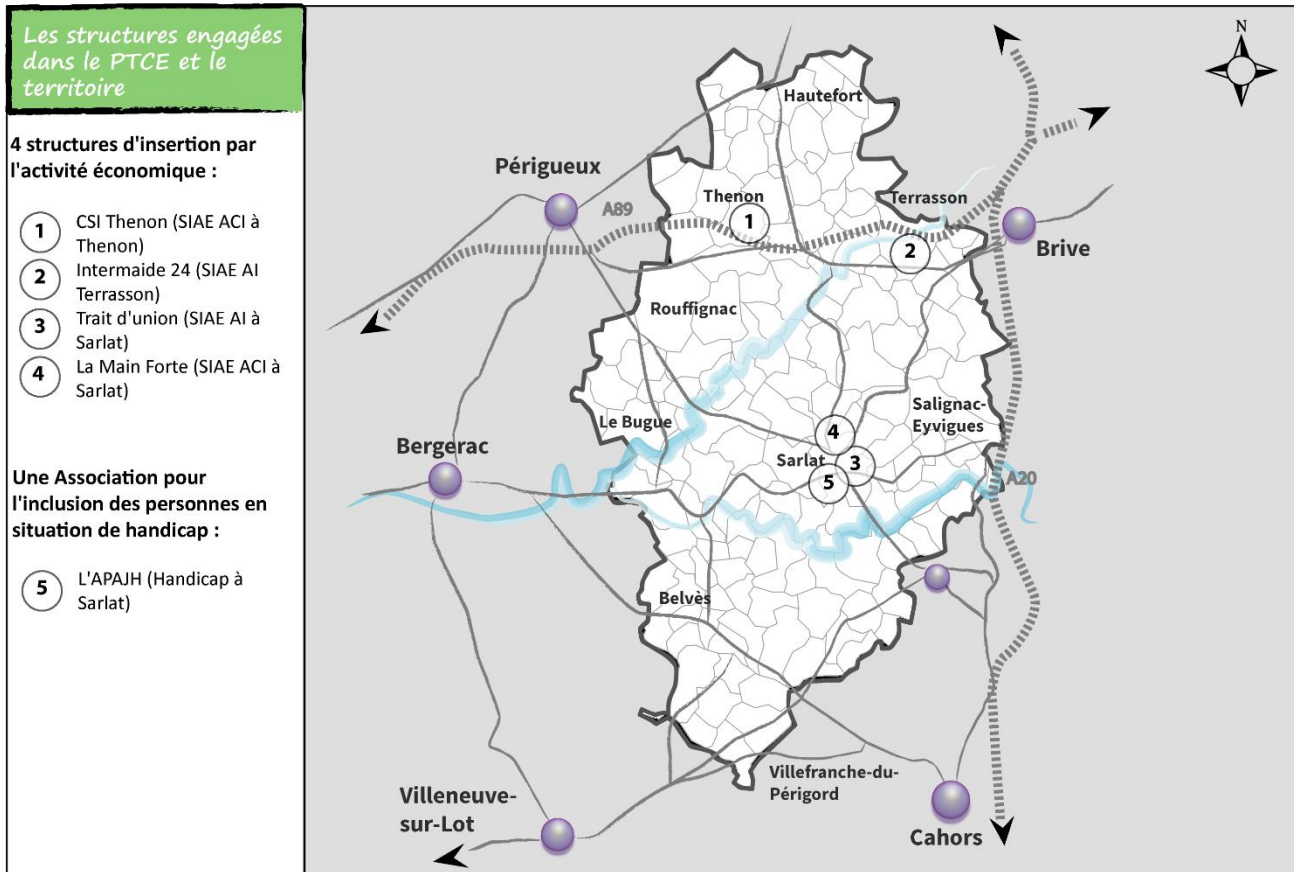 Les structures engagées
dans le PTCE et le
territoire
4 structures d'insertion par
l'activité économique :
1 CSI Thenon (SIAE ACI à
Thenon)
2 Intermaide 24 (SIAE AI
Terrasson)
3 Trait d'union (SIAE AI à
Sarlat)
4 La Main Forte (SIAE ACI à
Sarlat)
Une Association pour
l'inclusion des personnes en
situation de handicap :
5 L'APAJH (Handicap à
Sarlat)
N
Hautefort
Périgueux
Thenon
Terrasson
A89
1
2
Brive
Rouffignac
Le Bugue
Salignac-
Eyvigues
4
Bergerac
Sarlat
3
5
A20
Belvès
Villefranche-du-
Périgord
Villeneuve-
sur-Lot
Cahors